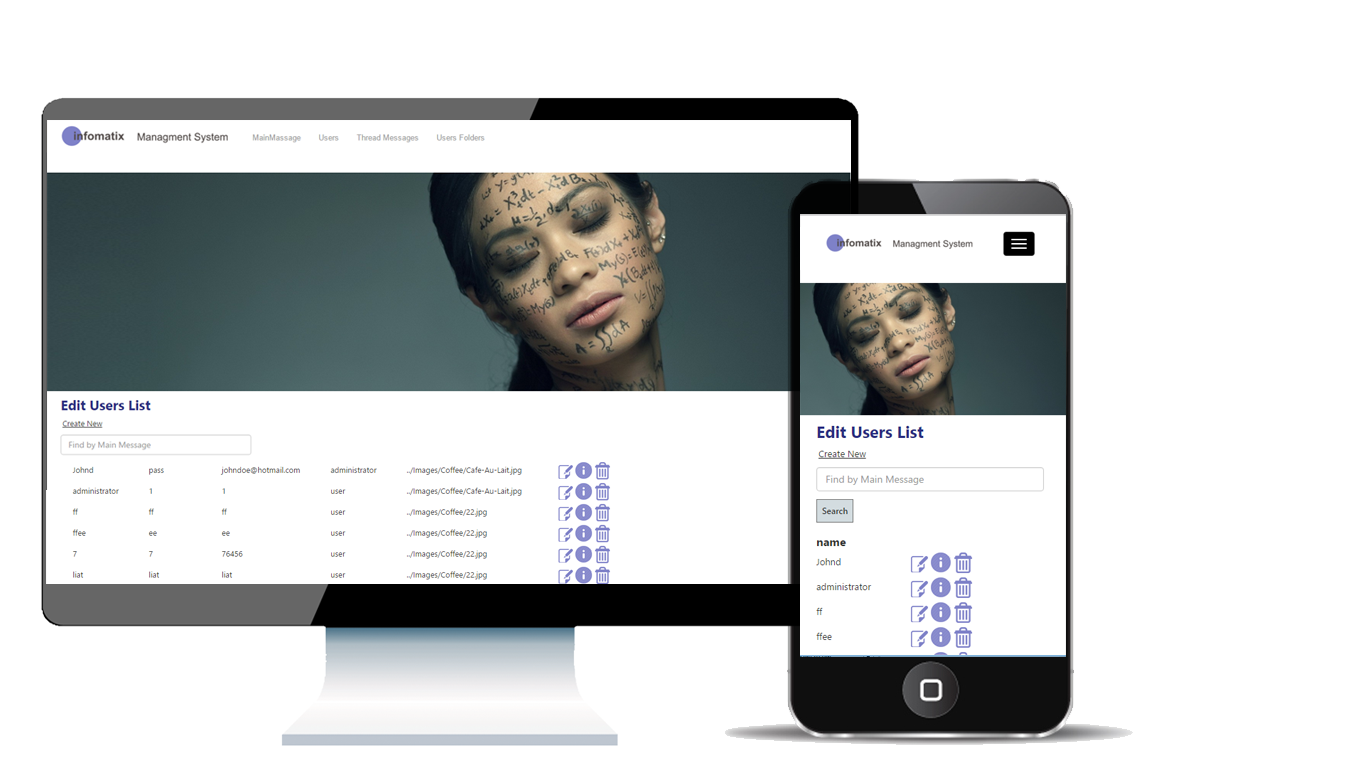 infomatix Managment System MainMassage Users Thread Messages Users Folders
Edit Users List
Create New
Find by Main Message
Johnd pass johndoe@hotmail.com administrator ../Images/Coffee/Cafe-Au-Lait.jpg
administrator 1 1 user ../Images/Coffee/Cafe-Au-Lait.jpg
ff ff ff user ../Images/Coffee/22.jpg
ffee ee ee user ../Images/Coffee/22.jpg
7 7 76456 user ../Images/Coffee/22.jpg
liat liat liat user ../Images/Coffee/22.jpg
infomatix Managment System
Edit Users List
Create New
Find by Main Message
Search
name
Johnd
administrator
ff
ffee